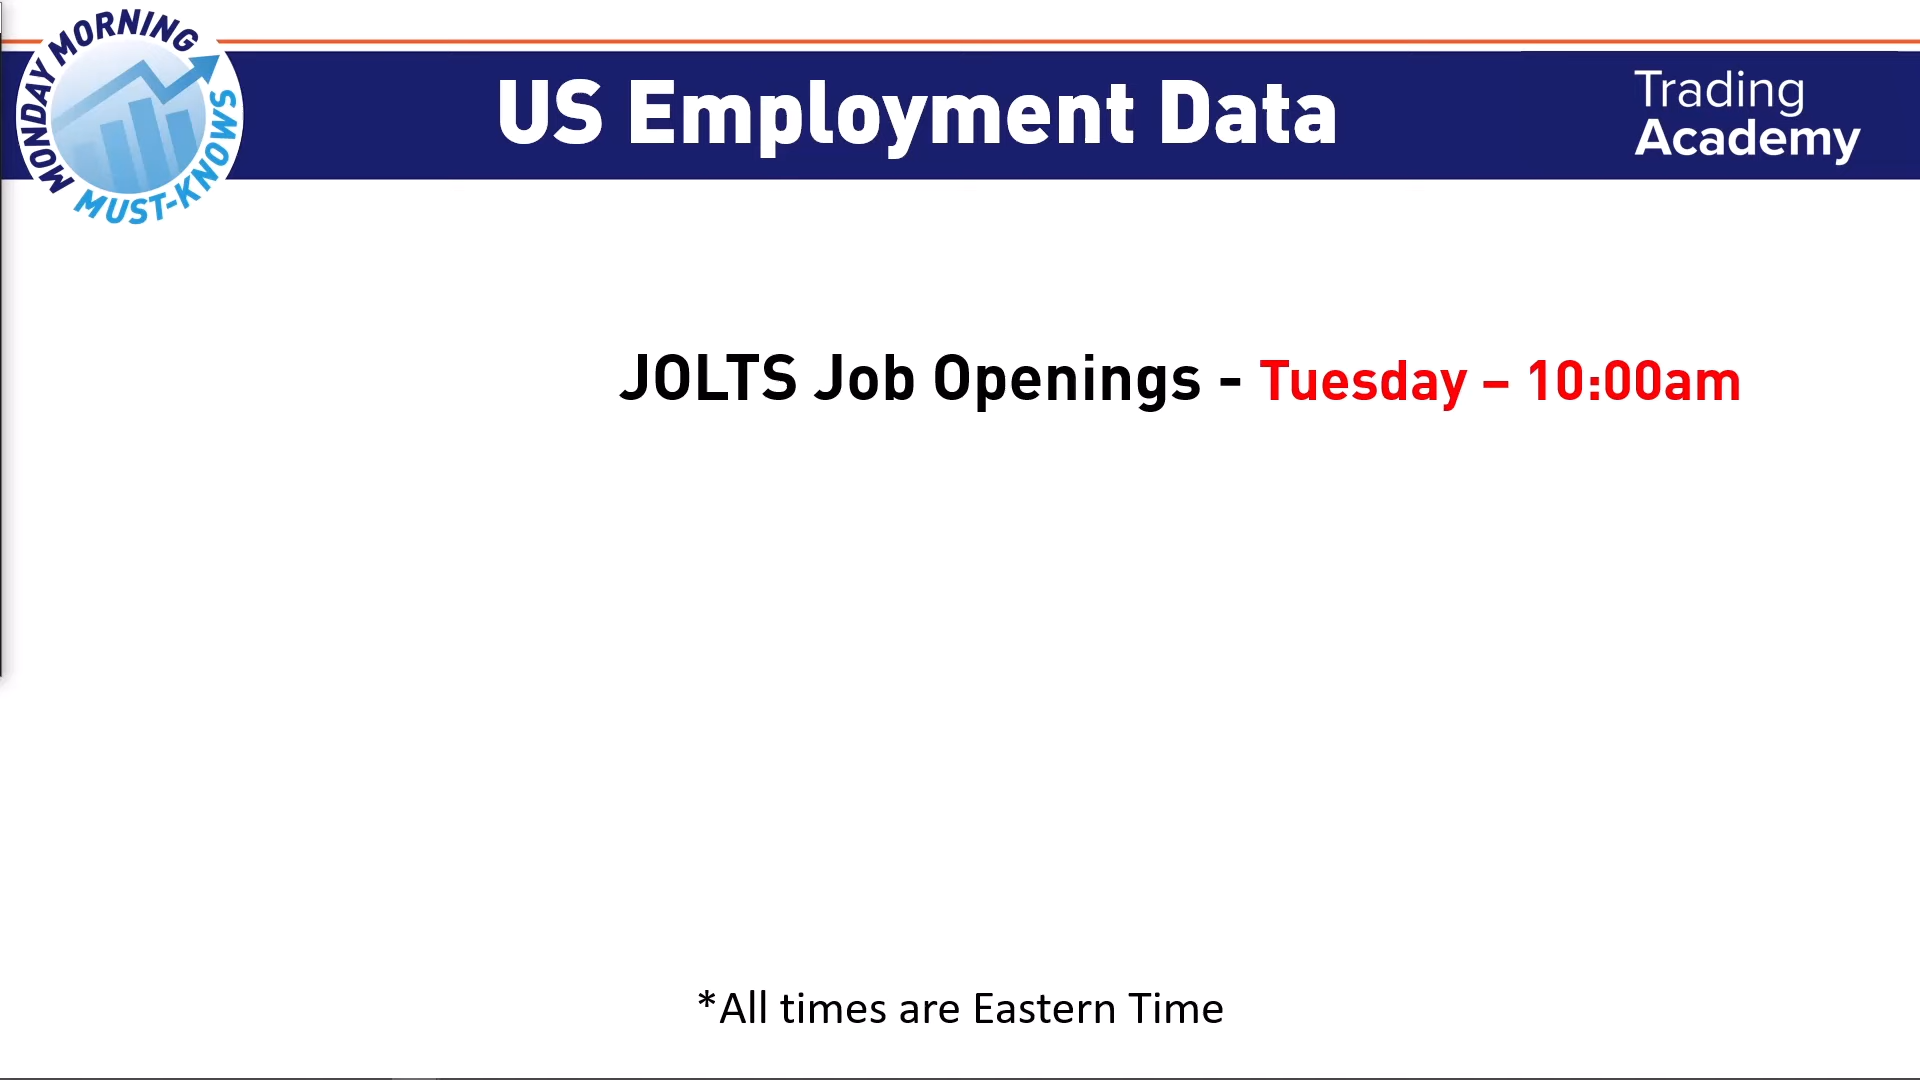 MONDAY MORNING
MUST-KNOWS
US Employment Data
Trading
Academy
JOLTS Job Openings - Tuesday – 10:00am
*All times are Eastern Time